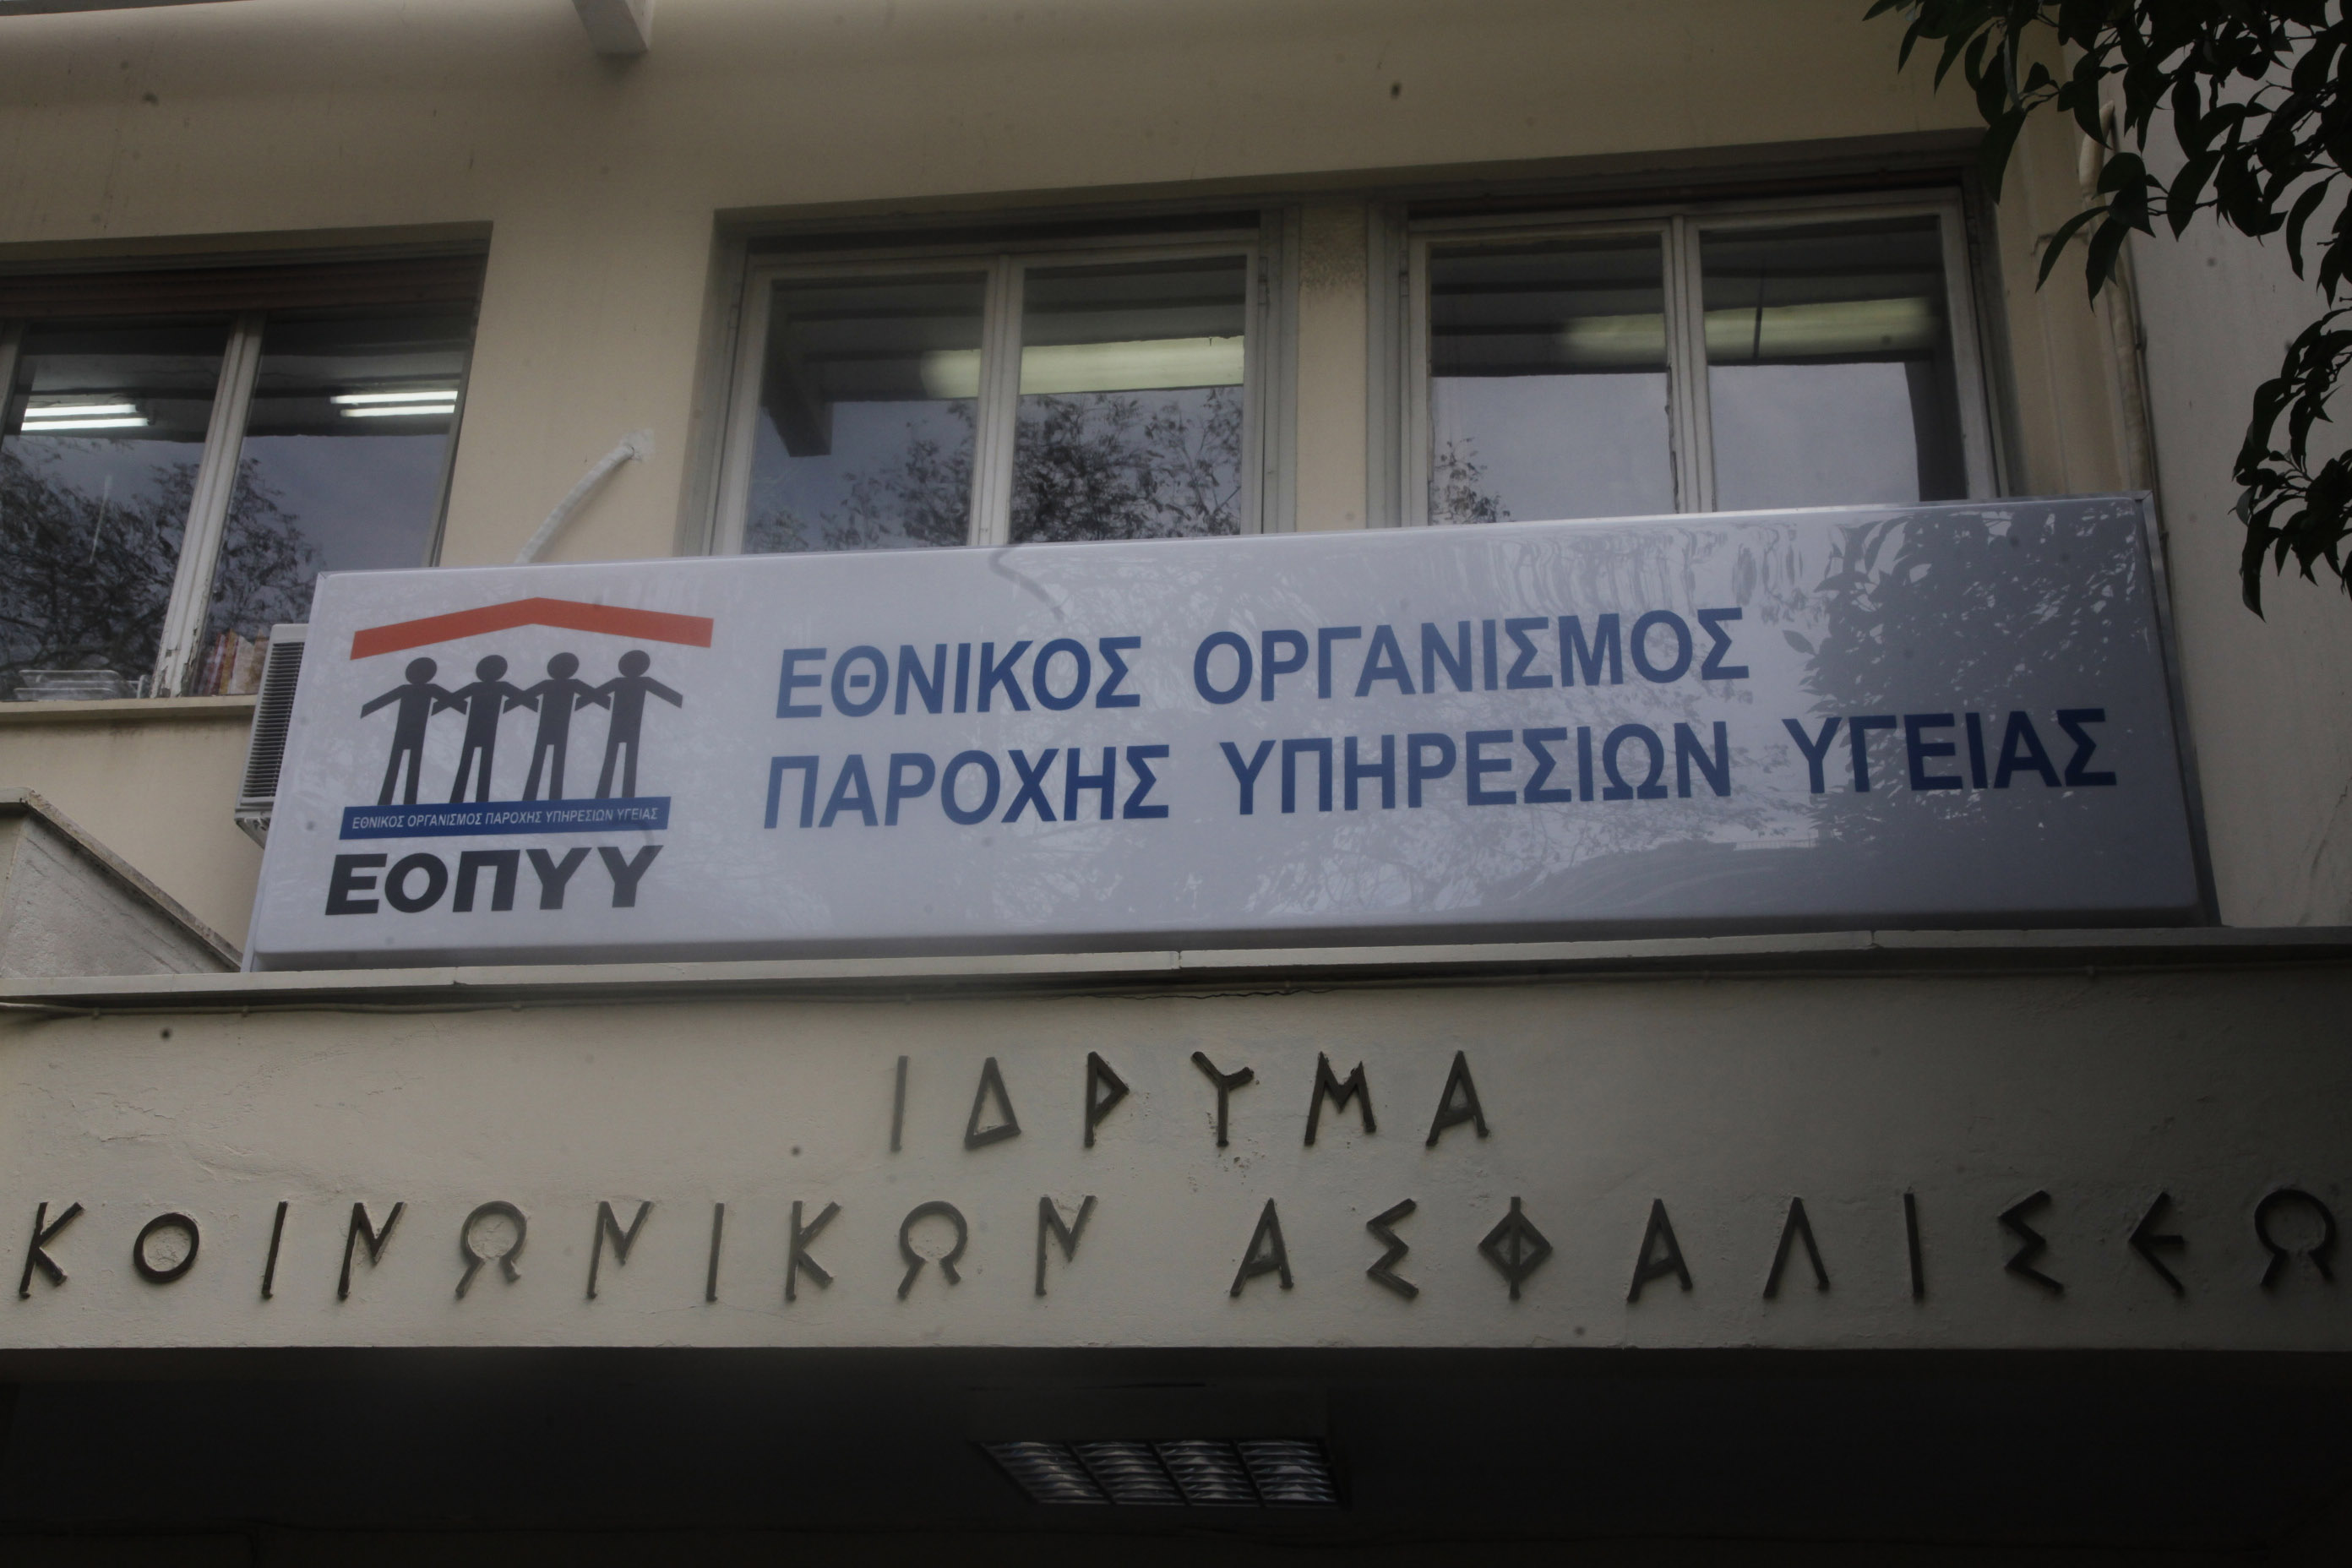 ΕΘΝΙΚΟΣ ΟΡΓΑΝΙΣΜΟΣ
ΠΑΡΟΧΗΣ ΥΠΗΡΕΣΙΩΝ ΥΓΕΙΑΣ
ΕΘΝΙΚΟΣ ΟΡΓΑΝΙΣΜΟΣ ΠΑΡΟΧΗΣ ΥΠΗΡΕΣΙΩΝ ΥΓΕΙΑΣ
ΕΟΠΥΥ
ΙΔΡΥΜΑ
ΚΟΙΝΩΝΙΚΩΝ ΑΣΦΑΛΙΣΕΩ